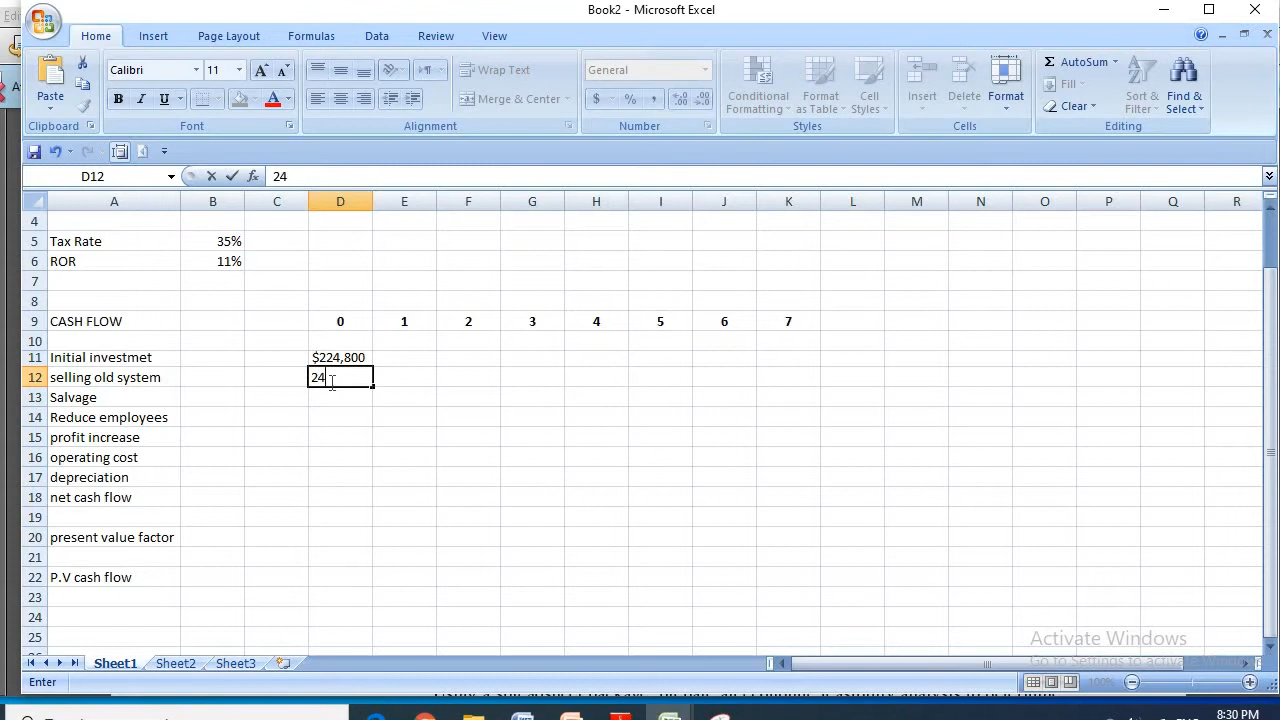 Book2 - Microsoft Excel
Home Insert Page Layout Formulas Data Review View
Paste
Calibri 11
B I U
Wrap Text
Merge & Center
General
$ % ,
Conditional Formatting
Format as Table
Cell Styles
Insert Delete Format
AutoSum
Fill
Clear
Sort & Filter
Find & Select
Clipboard Font Alignment Number Styles Cells Editing
D12 24
A B C D E F G H I J K L M N O P Q R
4
5 Tax Rate 35%
6 ROR 11%
7
8
9 CASH FLOW 0 1 2 3 4 5 6 7
10
11 Initial investmet $224,800
12 selling old system 24
13 Salvage
14 Reduce employees
15 profit increase
16 operating cost
17 depreciation
18 net cash flow
19
20 present value factor
21
22 P.V cash flow
23
24
25
Activate Windows
Go to Settings to activate Windows.
Sheet1 Sheet2 Sheet3
Enter 100%
8:30 PM